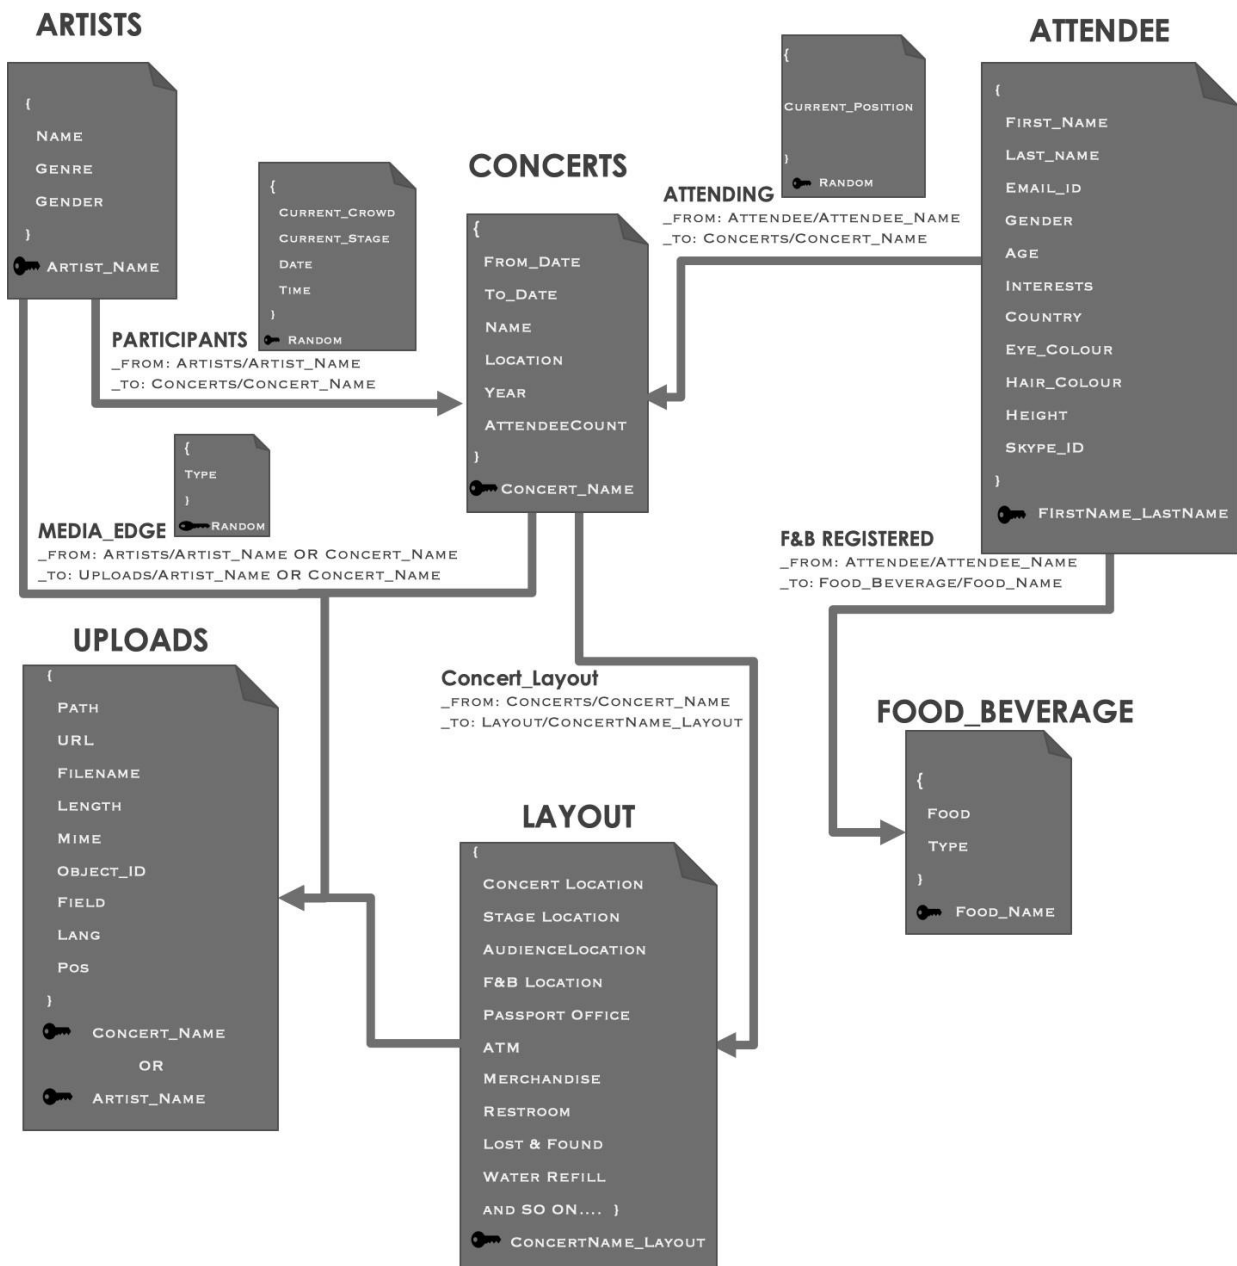 ARTISTS
{
NAME
GENRE
GENDER
}
ARTIST_NAME
{
CURRENT_CROWD
CURRENT_STAGE
DATE
TIME
}
RANDOM
PARTICIPANTS
_FROM: ARTISTS/ARTIST_NAME
_TO: CONCERTS/CONCERT_NAME
CONCERTS
{
FROM_DATE
TO_DATE
NAME
LOCATION
YEAR
ATTENDEECOUNT
}
CONCERT_NAME
{
CURRENT_POSITION
}
RANDOM
ATTENDING
_FROM: ATTENDEE/ATTENDEE_NAME
_TO: CONCERTS/CONCERT_NAME
ATTENDEE
{
FIRST_NAME
LAST_NAME
EMAIL_ID
GENDER
AGE
INTERESTS
COUNTRY
EYE_COLOUR
HAIR_COLOUR
HEIGHT
SKYPE_ID
}
FIRSTNAME_LASTNAME
{
TYPE
}
RANDOM
MEDIA_EDGE
_FROM: ARTISTS/ARTIST_NAME OR CONCERT_NAME
_TO: UPLOADS/ARTIST_NAME OR CONCERT_NAME
F&B REGISTERED
_FROM: ATTENDEE/ATTENDEE_NAME
_TO: FOOD_BEVERAGE/FOOD_NAME
UPLOADS
{
PATH
URL
FILENAME
LENGTH
MIME
OBJECT_ID
FIELD
LANG
POS
}
CONCERT_NAME
OR
ARTIST_NAME
Concert_Layout
_FROM: CONCERTS/CONCERT_NAME
_TO: LAYOUT/CONCERTNAME_LAYOUT
LAYOUT
{
CONCERT LOCATION
STAGE LOCATION
AUDIENCELOCATION
F&B LOCATION
PASSPORT OFFICE
ATM
MERCHANDISE
RESTROOM
LOST & FOUND
WATER REFILL
AND SO ON.... }
CONCERTNAME_LAYOUT
FOOD_BEVERAGE
{
FOOD
TYPE
}
FOOD_NAME